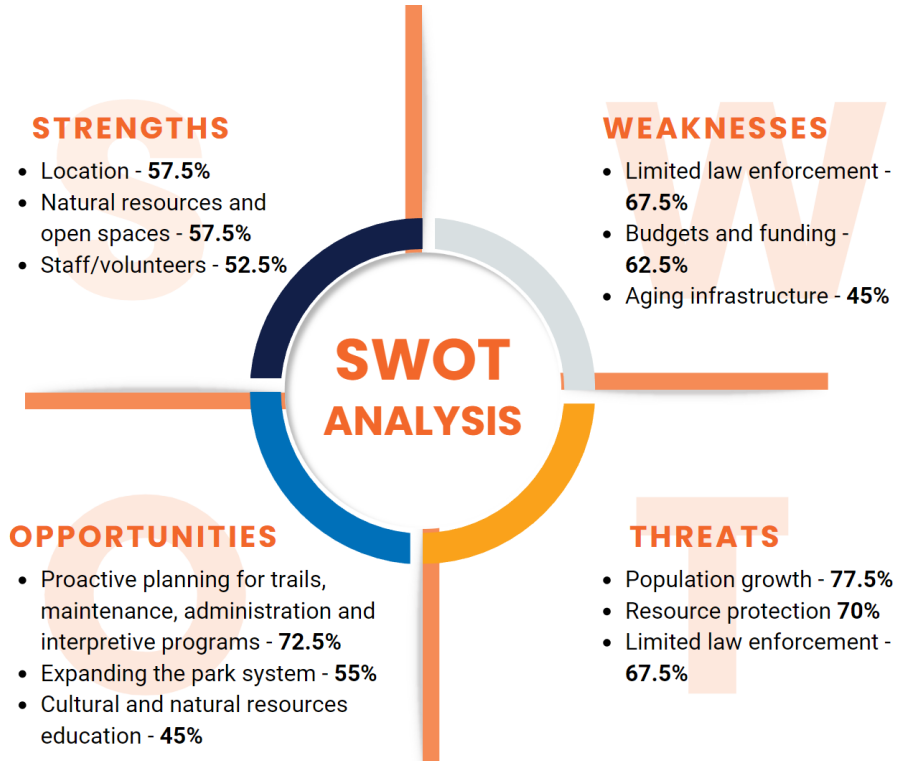 STRENGTHS
• Location - 57.5%
• Natural resources and
open spaces - 57.5%
• Staff/volunteers - 52.5%
WEAKNESSES
• Limited law enforcement -
67.5%
• Budgets and funding -
62.5%
• Aging infrastructure - 45%
SWOT
ANALYSIS
OPPORTUNITIES
• Proactive planning for trails,
maintenance, administration and
interpretive programs - 72.5%
• Expanding the park system - 55%
• Cultural and natural resources
education - 45%
THREATS
• Population growth - 77.5%
• Resource protection 70%
• Limited law enforcement -
67.5%
S
W
O
T